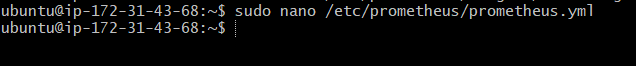 ubuntu@ip-172-31-43-68:~$ sudo nano /etc/prometheus/prometheus.yml
ubuntu@ip-172-31-43-68:~$